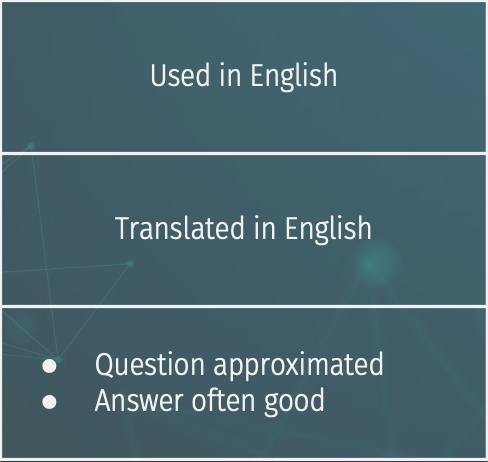 Used in English
Translated in English
● Question approximated
● Answer often good